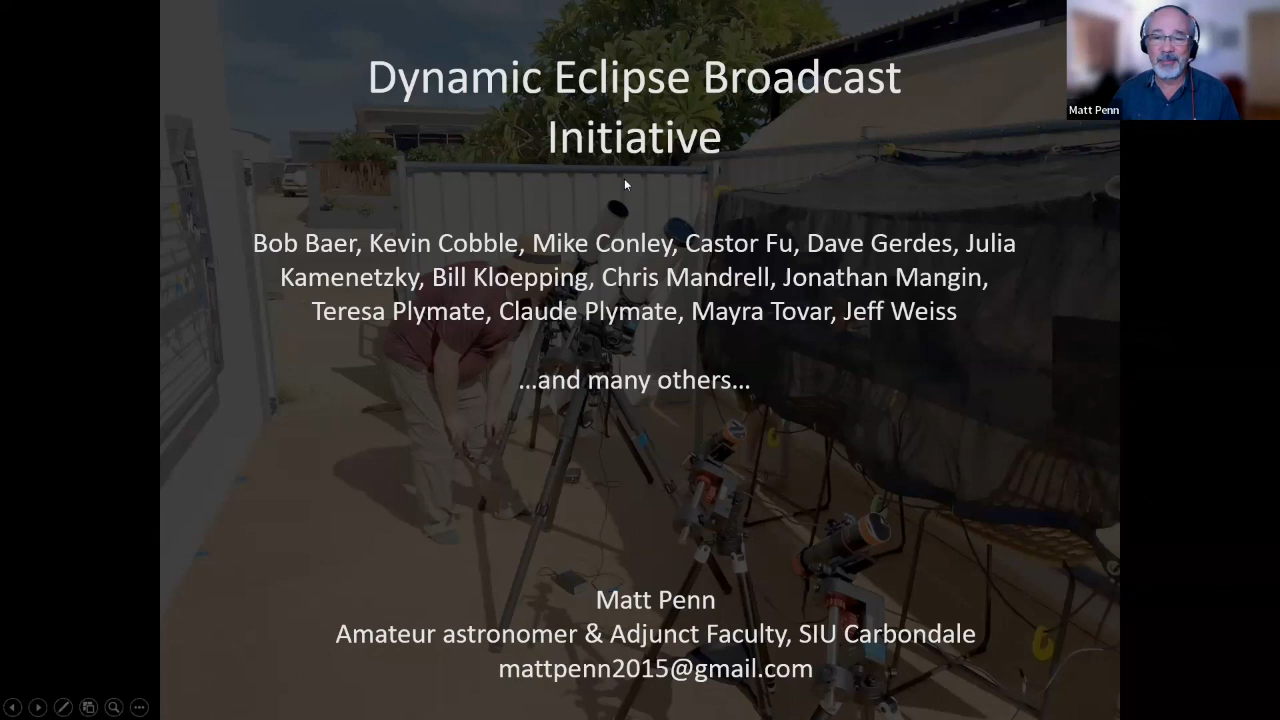 Dynamic Eclipse Broadcast
Initiative
Matt Penn
Bob Baer, Kevin Cobble, Mike Conley, Castor Fu, Dave Gerdes, Julia
Kamenetzky, Bill Kloepping, Chris Mandrell, Jonathan Mangin,
Teresa Plymate, Claude Plymate, Mayra Tovar, Jeff Weiss
...and many others...
Matt Penn
Amateur astronomer & Adjunct Faculty, SIU Carbondale
mattpenn2015@gmail.com